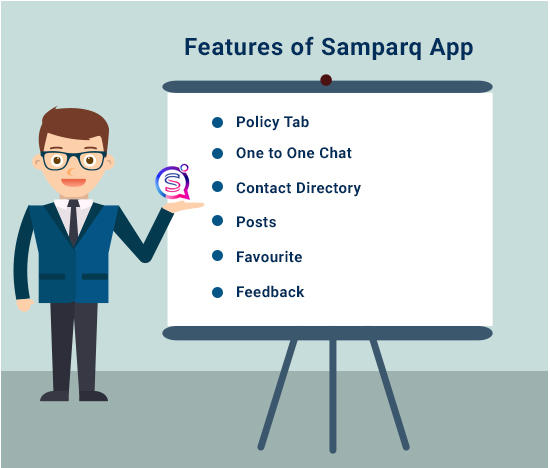 Features of Samparq App
Policy Tab
One to One Chat
S
Contact Directory
Posts
Favourite
Feedback